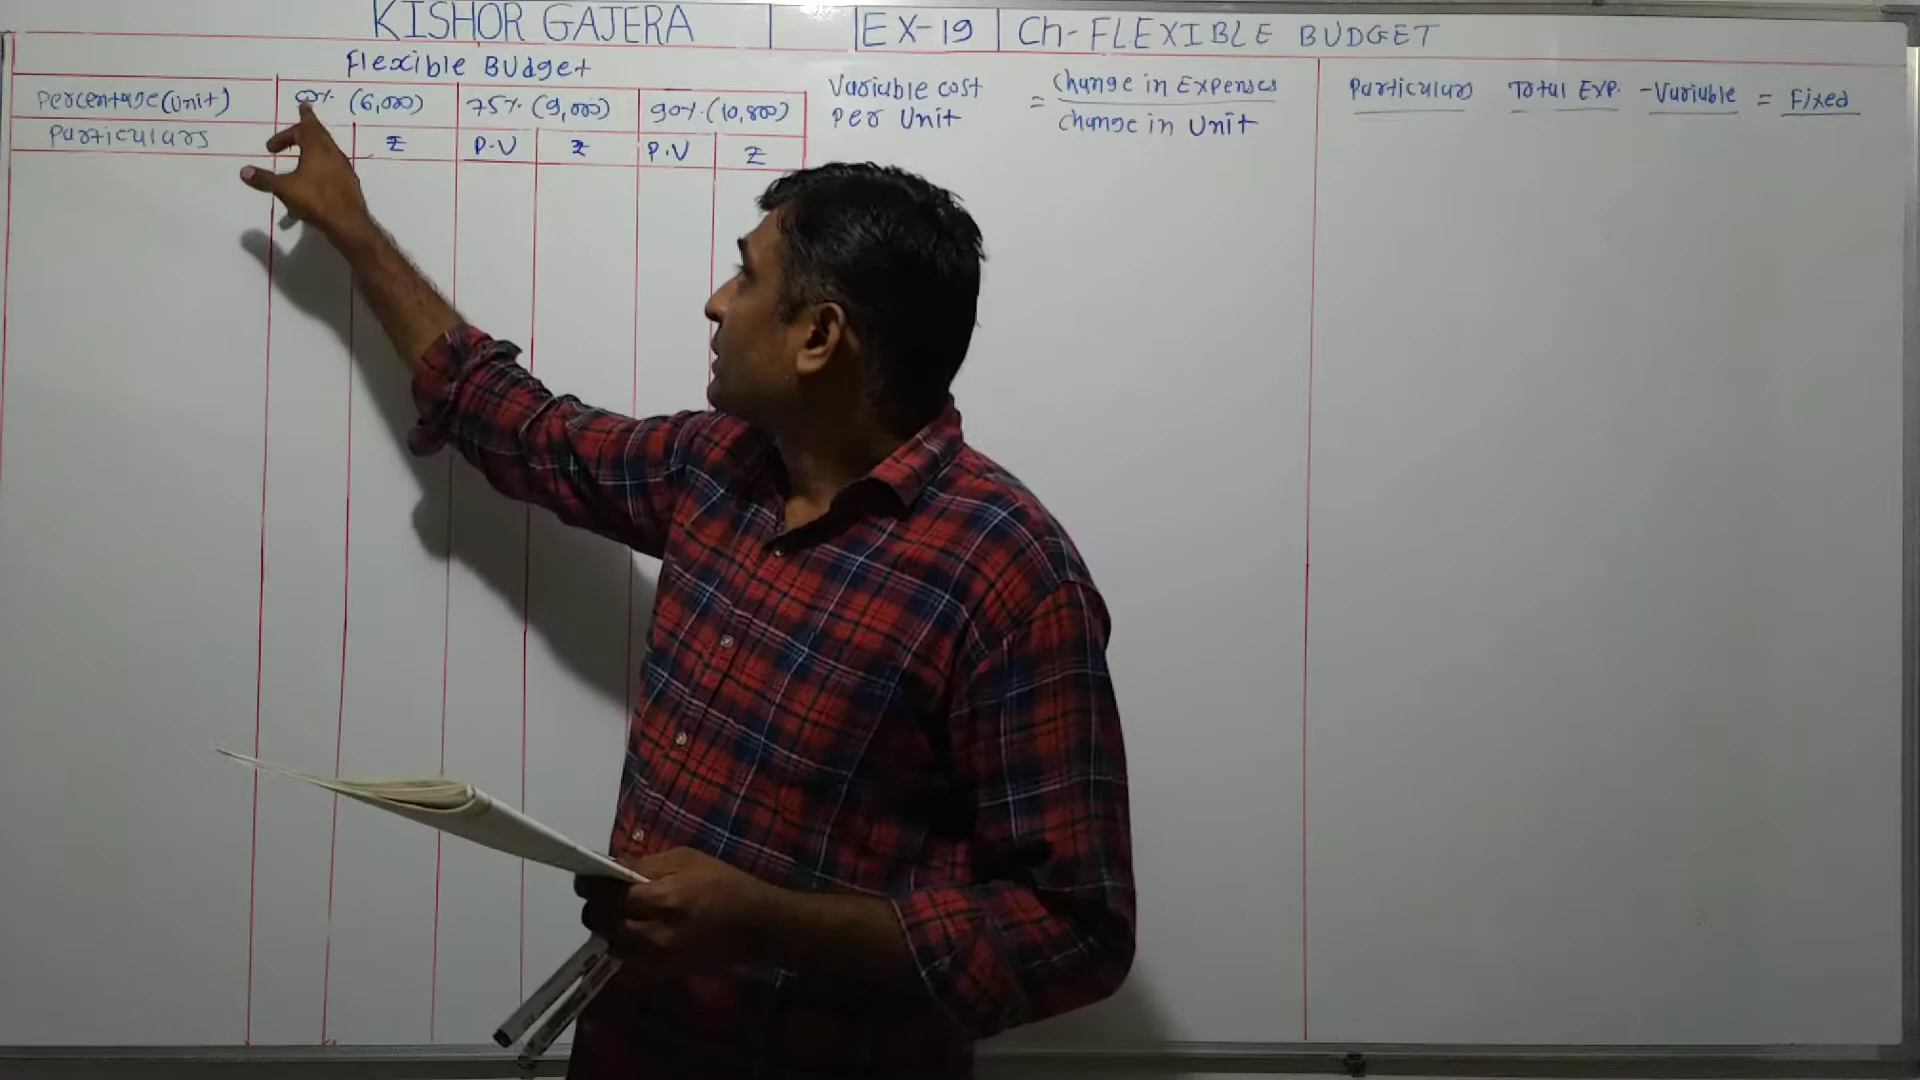 KISHOR GAJERA EX-19 Ch- FLEXIBLE BUDGET
Flexible Budget
Percentage(Unit) 50% (6,000) 75% (9,000) 90% (10,800)
Particulars ₹ P.U ₹ P.U ₹
Variable cost Per Unit = Change in Expenses
change in Unit
Particulars Total Exp. - Variable = Fixed